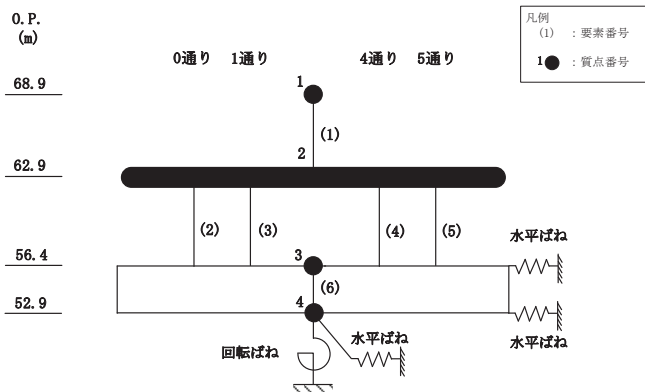 O.P.
(m)
凡例
(1) : 要素番号
1 : 質点番号
0通り 1通り 4通り 5通り
68.9
1
(1)
2
62.9
(2) (3) (4) (5)
水平ばね
56.4
3
(6)
52.9
4
水平ばね
水平ばね
回転ばね